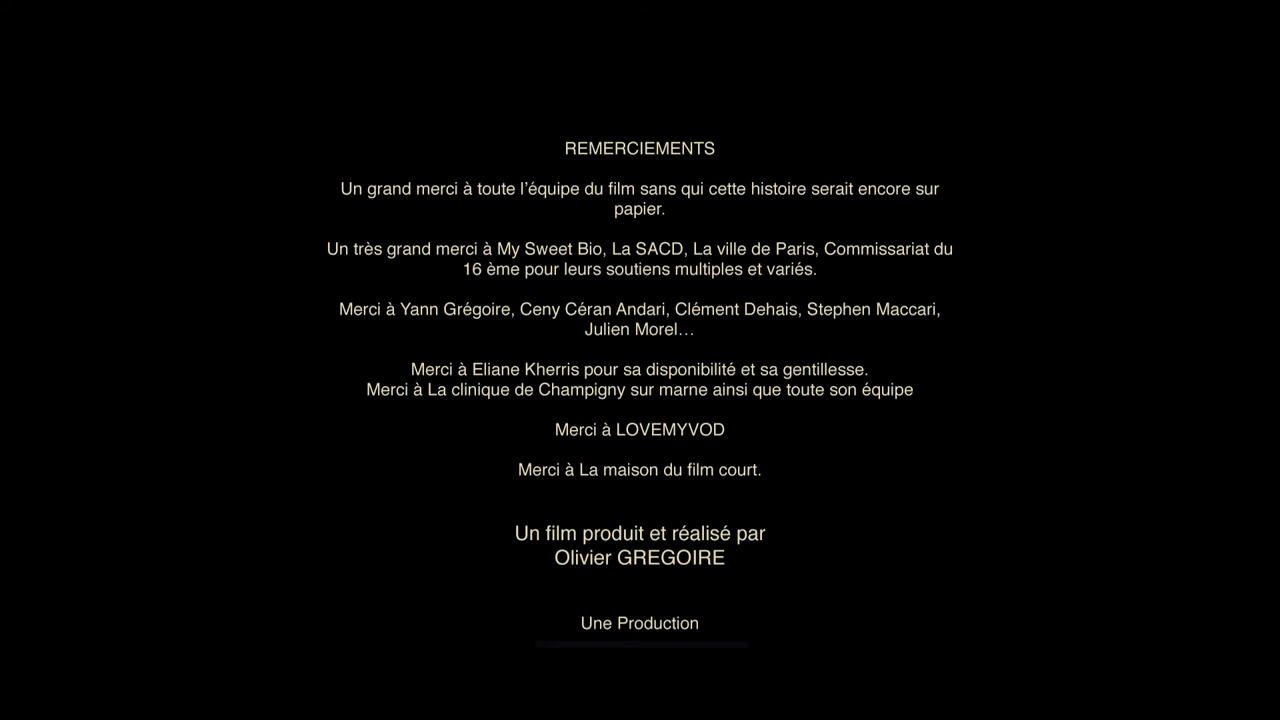 REMERCIEMENTS
Un grand merci à toute l’équipe du film sans qui cette histoire serait encore sur
papier.
Un très grand merci à My Sweet Bio, La SACD, La ville de Paris, Commissariat du
16 ème pour leurs soutiens multiples et variés.
Merci à Yann Grégoire, Ceny Céran Andari, Clément Dehais, Stephen Maccari,
Julien Morel…
Merci à Eliane Kherris pour sa disponibilité et sa gentillesse.
Merci à La clinique de Champigny sur marne ainsi que toute son équipe
Merci à LOVEMYVOD
Merci à La maison du film court.
Un film produit et réalisé par
Olivier GREGOIRE
Une Production